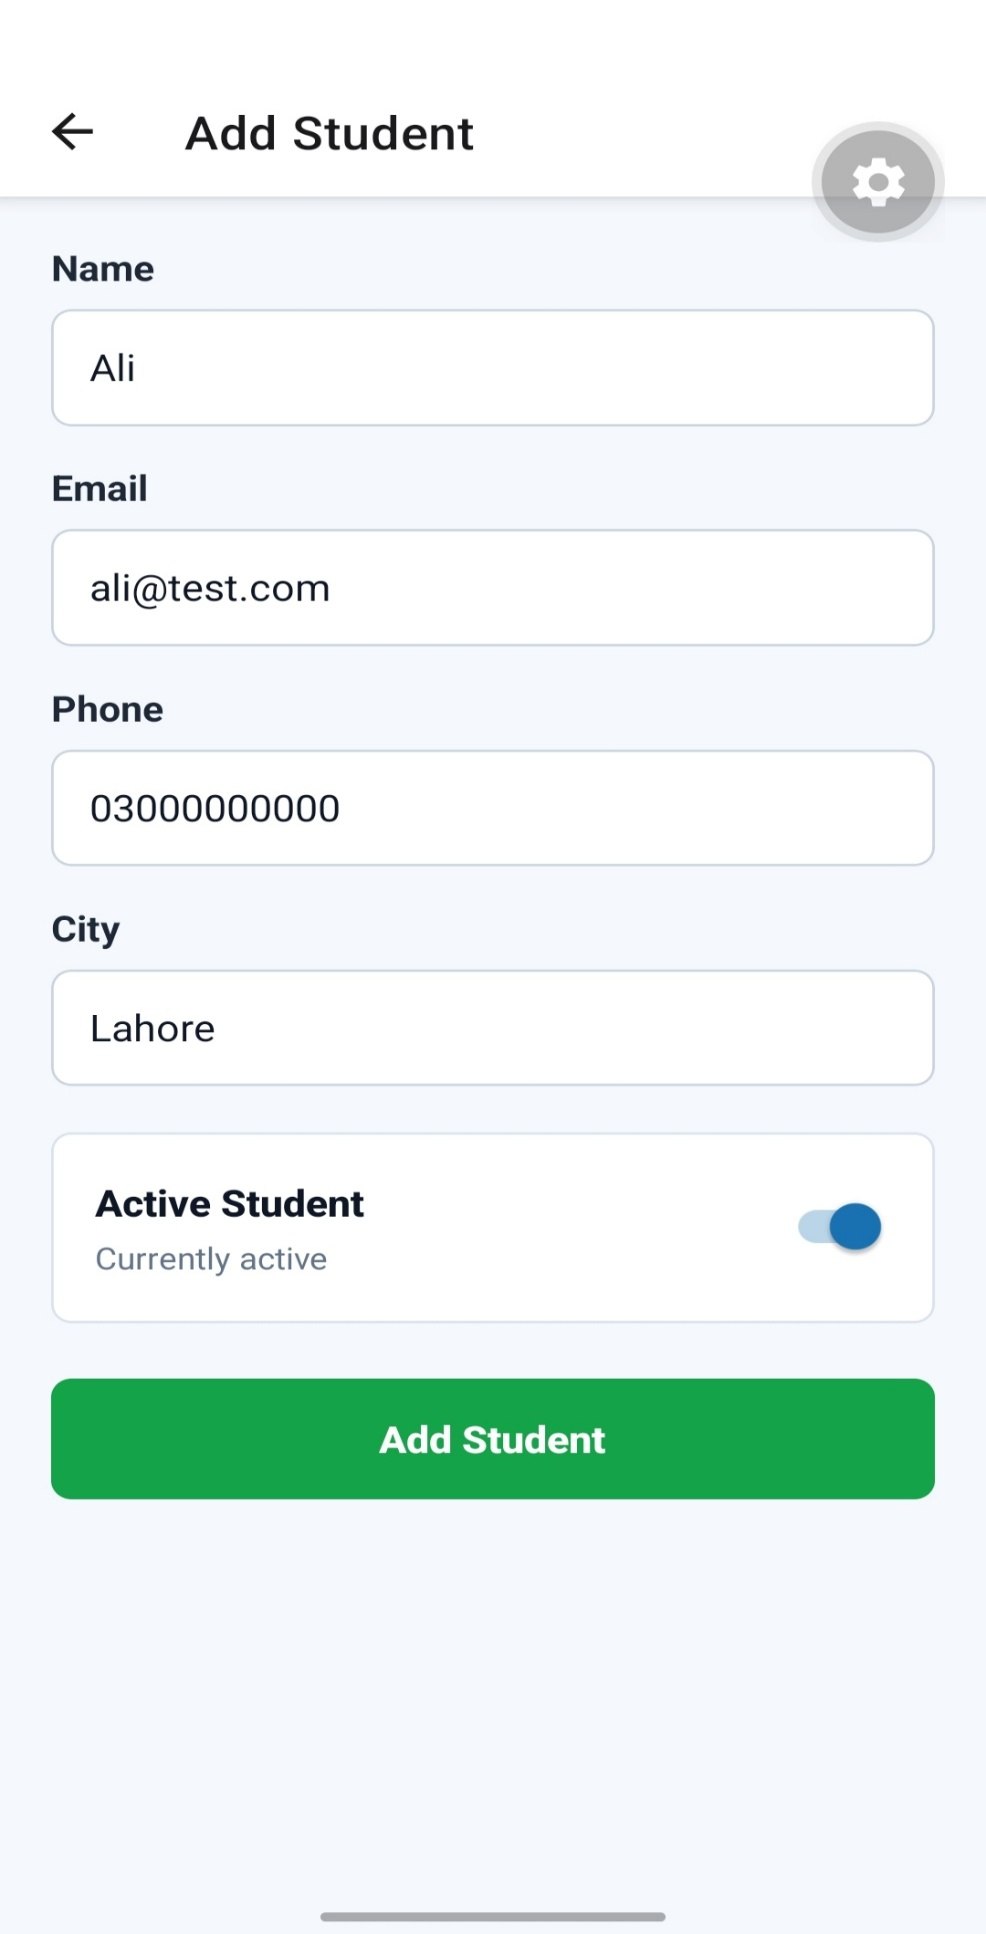 Add Student
Name
Ali
Email
ali@test.com
Phone
03000000000
City
Lahore
Active Student
Currently active
Add Student